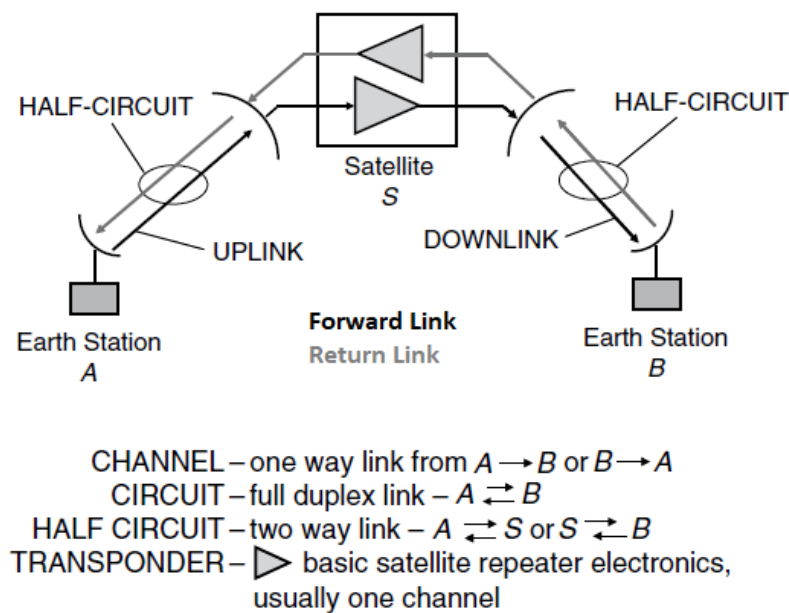 HALF-CIRCUIT
HALF-CIRCUIT
Satellite
S
UPLINK
DOWNLINK
Earth Station
A
Forward Link
Return Link
Earth Station
B
CHANNEL – one way link from A → B or B → A
CIRCUIT – full duplex link – A ⇄ B
HALF CIRCUIT – two way link – A ⇄ S or S ⇄ B
TRANSPONDER – ▷ basic satellite repeater electronics,
usually one channel